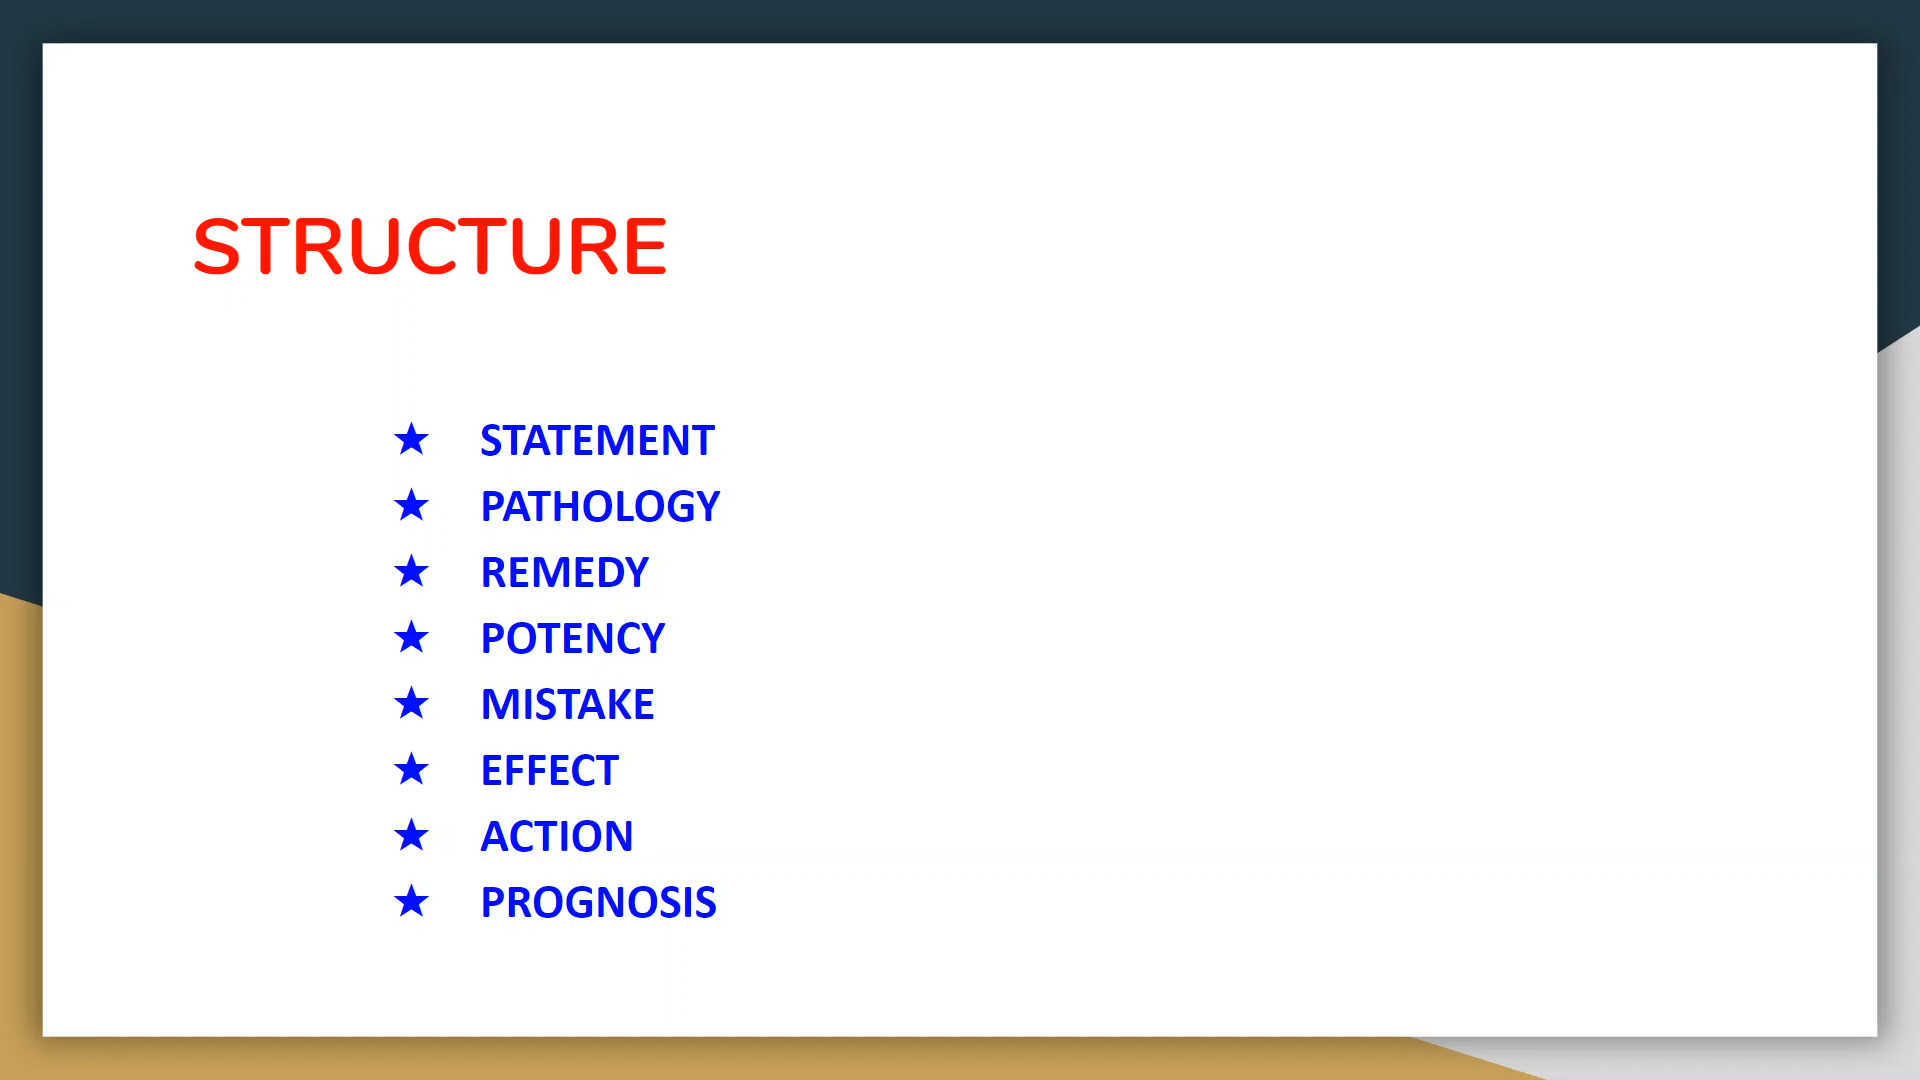 STRUCTURE
★ STATEMENT
★ PATHOLOGY
★ REMEDY
★ POTENCY
★ MISTAKE
★ EFFECT
★ ACTION
★ PROGNOSIS